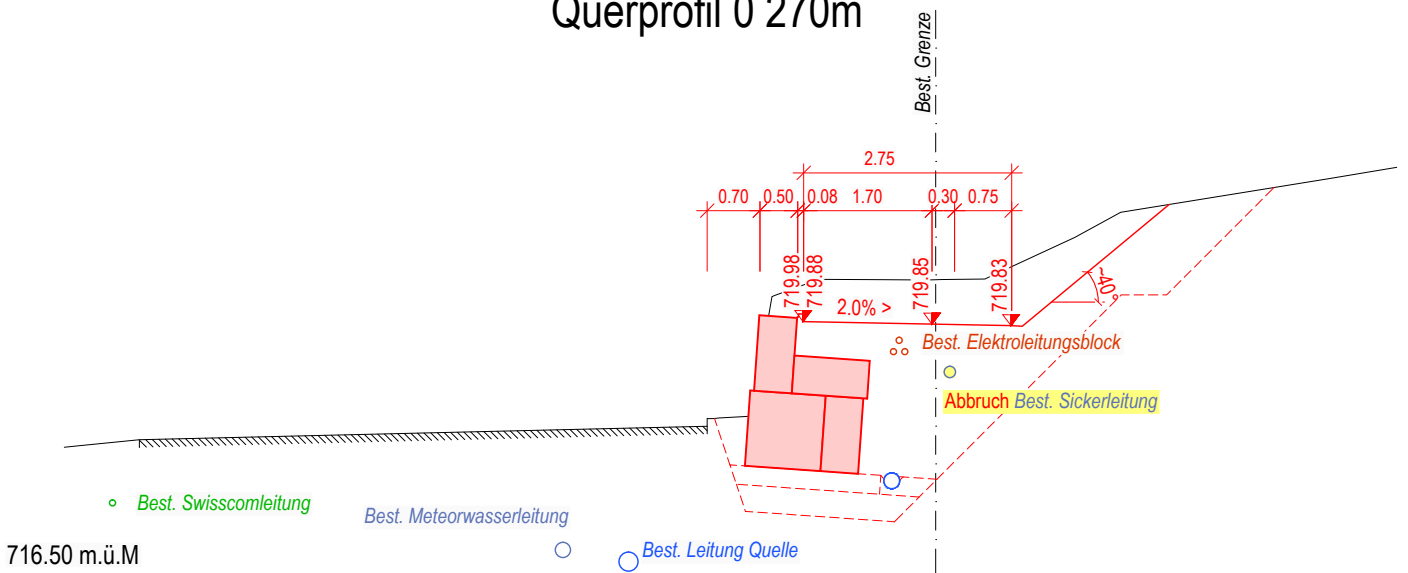 Querprofil 0 270m
Best. Grenze
2.75
0.70 0.50 0.08 1.70 0.30 0.75
719.98
719.88
719.85
719.83
2.0% >
~40°
Best. Elektroleitungsblock
Abbruch Best. Sickerleitung
Best. Swisscomleitung
Best. Meteorwasserleitung
Best. Leitung Quelle
716.50 m.ü.M